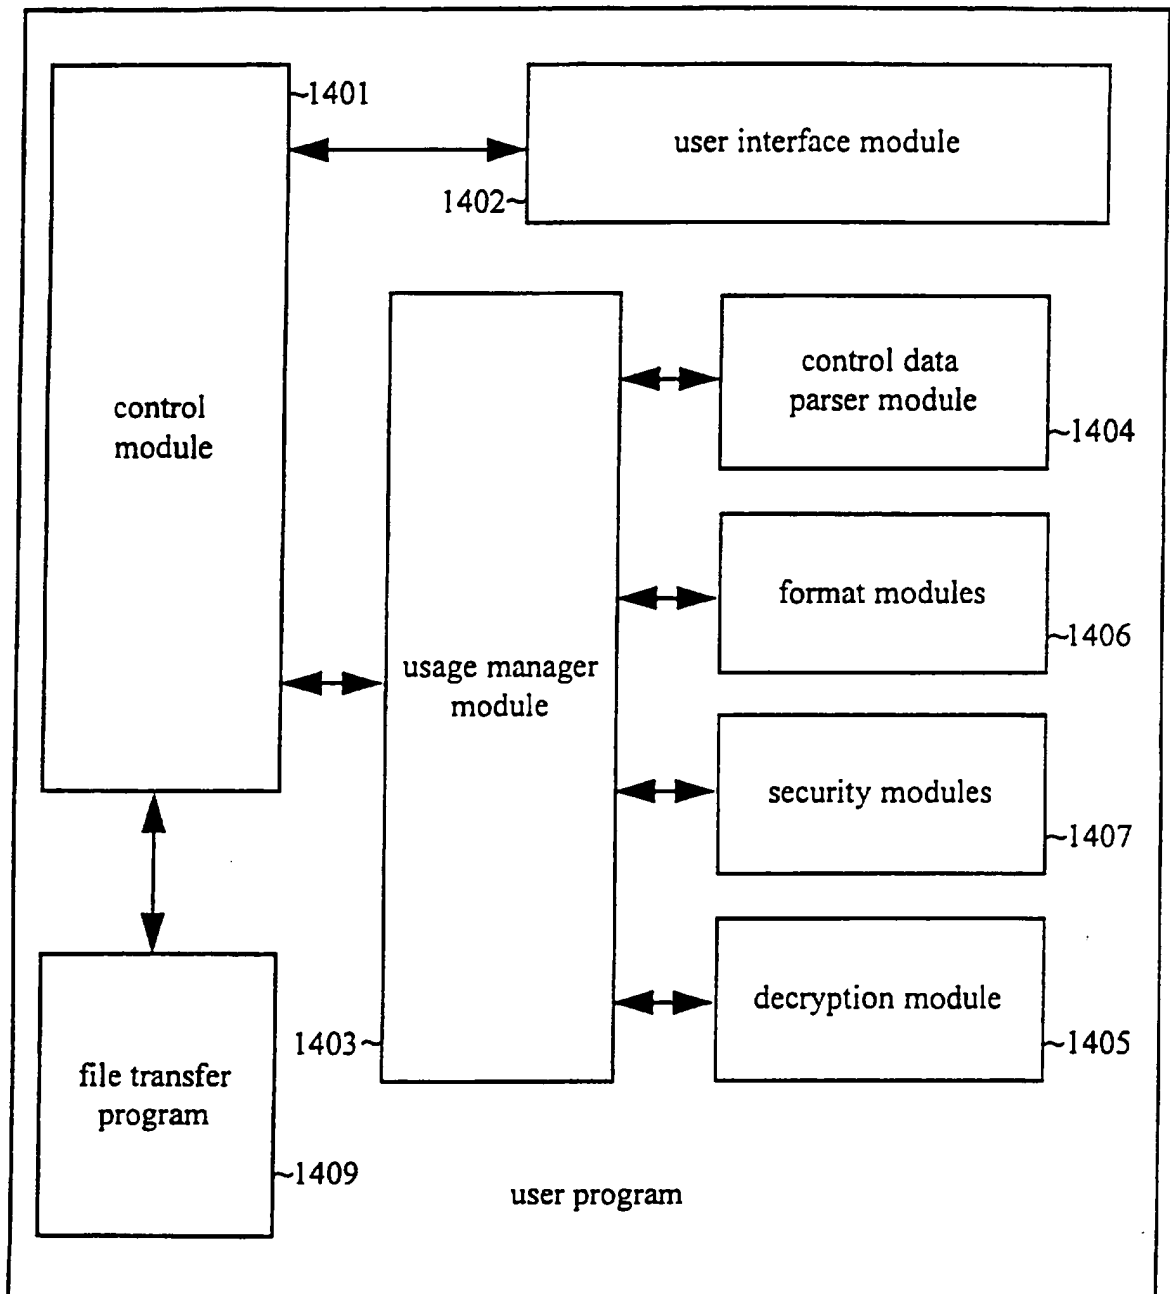 1401
user interface module
1402
control data
parser module
1404
control
module
format modules
1406
usage manager
module
security modules
1407
decryption module
1403
1405
file transfer
program
1409
user program